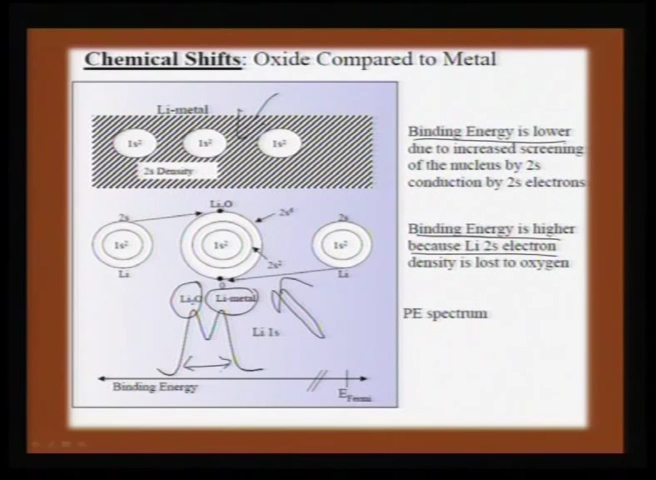 Chemical Shifts: Oxide Compared to Metal
Li-metal
1s² 1s² 1s²
2s Density
Binding Energy is lower
due to increased screening
of the nucleus by 2s
conduction by 2s electrons
Li₂O
2s 2s⁴ 2s
1s² 1s² 1s²
2s²
Li O Li
Binding Energy is higher
because Li 2s electron
density is lost to oxygen
Li₂O Li-metal
Li 1s
PE spectrum
Binding Energy
E Fermi